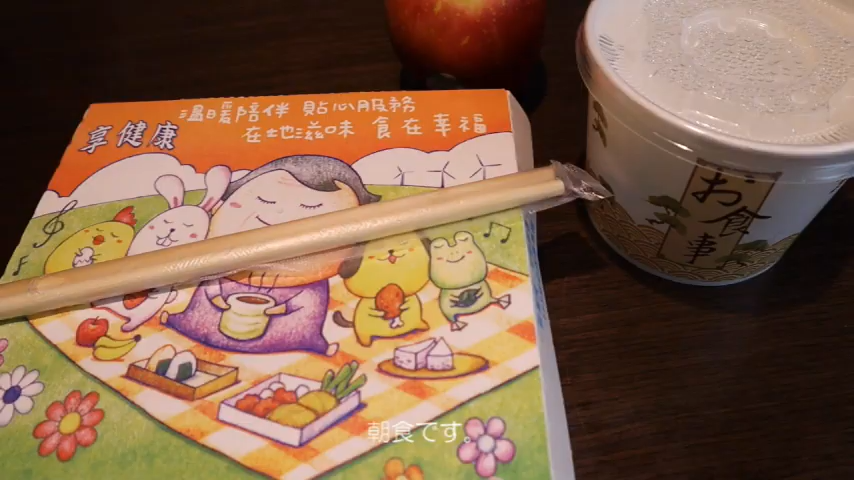 溫暖陪伴 貼心服務
在地滋味 食在幸福
享健康
お食事
朝食です。